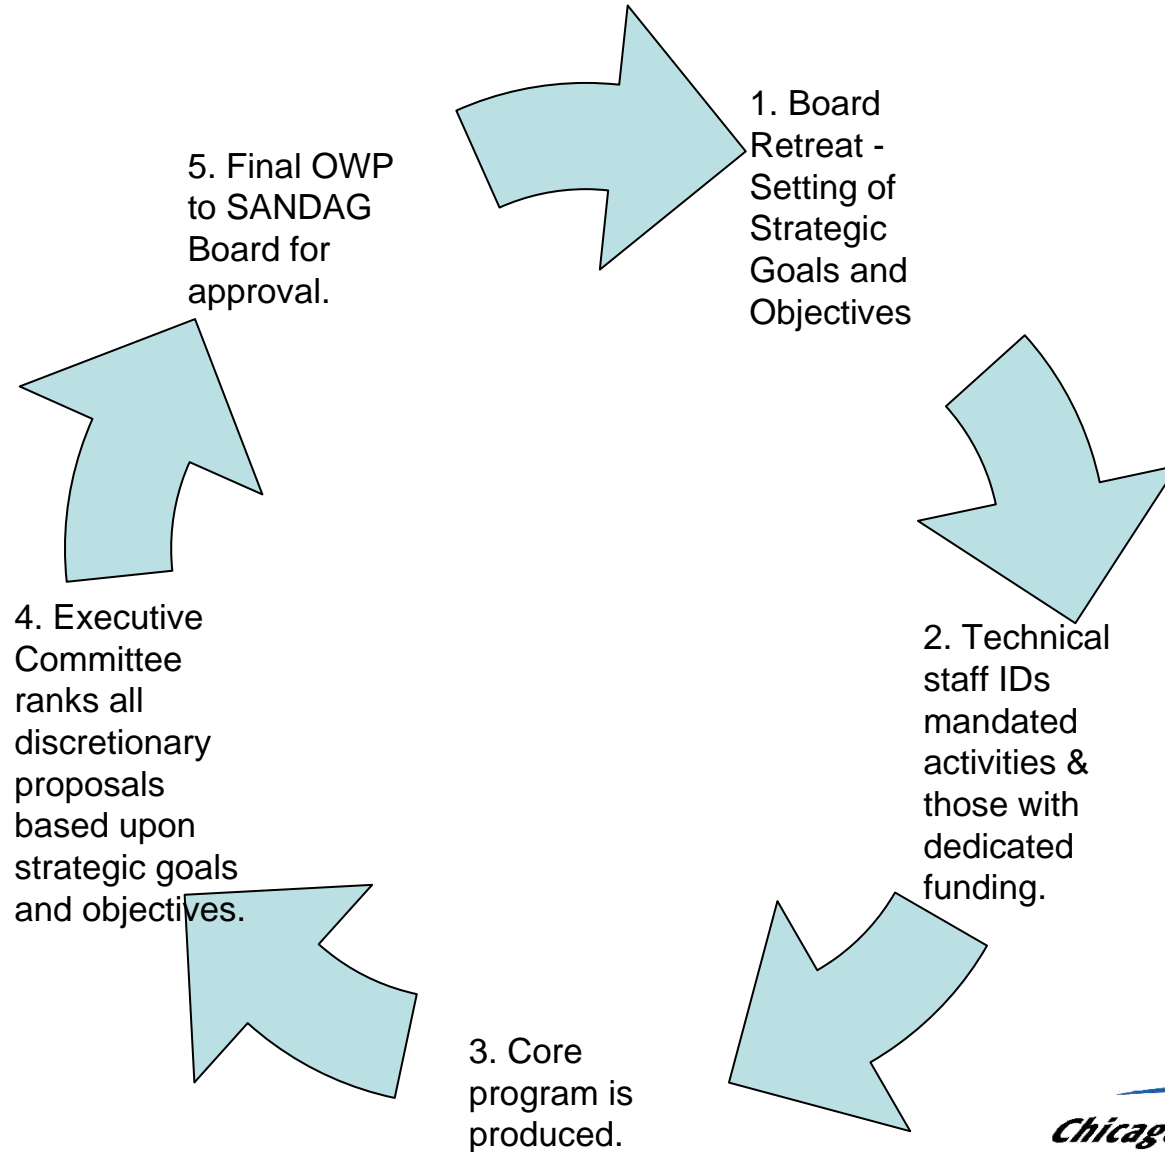 1. Board
Retreat -
Setting of
Strategic
Goals and
Objectives
2. Technical
staff IDs
mandated
activities &
those with
dedicated
funding.
3. Core
program is
produced.
4. Executive
Committee
ranks all
discretionary
proposals
based upon
strategic goals
and objectives.
5. Final OWP
to SANDAG
Board for
approval.